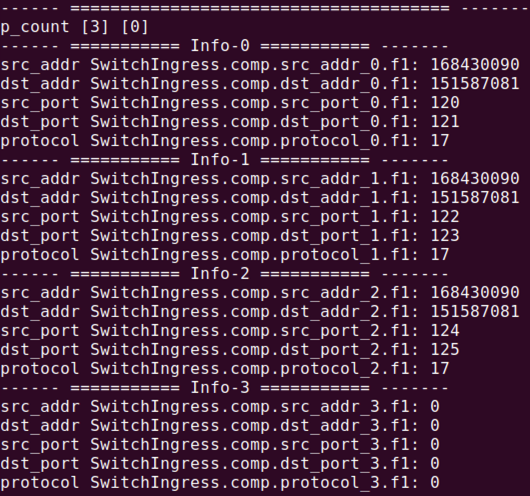 ------ ====================================== -------
p_count [3] [0]
------ =========== Info-0 =========== -------
src_addr SwitchIngress.comp.src_addr_0.f1: 168430090
dst_addr SwitchIngress.comp.dst_addr_0.f1: 151587081
src_port SwitchIngress.comp.src_port_0.f1: 120
dst_port SwitchIngress.comp.dst_port_0.f1: 121
protocol SwitchIngress.comp.protocol_0.f1: 17
------ =========== Info-1 =========== -------
src_addr SwitchIngress.comp.src_addr_1.f1: 168430090
dst_addr SwitchIngress.comp.dst_addr_1.f1: 151587081
src_port SwitchIngress.comp.src_port_1.f1: 122
dst_port SwitchIngress.comp.dst_port_1.f1: 123
protocol SwitchIngress.comp.protocol_1.f1: 17
------ =========== Info-2 =========== -------
src_addr SwitchIngress.comp.src_addr_2.f1: 168430090
dst_addr SwitchIngress.comp.dst_addr_2.f1: 151587081
src_port SwitchIngress.comp.src_port_2.f1: 124
dst_port SwitchIngress.comp.dst_port_2.f1: 125
protocol SwitchIngress.comp.protocol_2.f1: 17
------ =========== Info-3 =========== -------
src_addr SwitchIngress.comp.src_addr_3.f1: 0
dst_addr SwitchIngress.comp.dst_addr_3.f1: 0
src_port SwitchIngress.comp.src_port_3.f1: 0
dst_port SwitchIngress.comp.dst_port_3.f1: 0
protocol SwitchIngress.comp.protocol_3.f1: 0